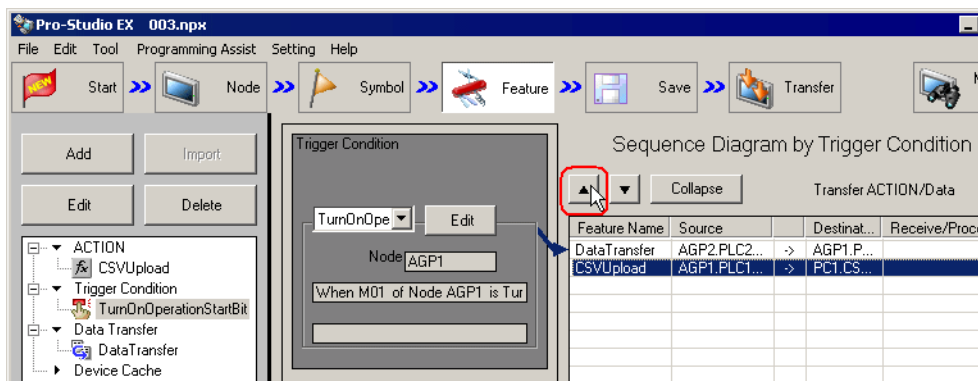 Pro-Studio EX 003.npx
File Edit Tool Programming Assist Setting Help
NEW Start Node Symbol Feature Save Transfer
Add Import
Edit Delete
ACTION
fx CSVUpload
Trigger Condition
TurnOnOperationStartBit
Data Transfer
DataTransfer
Device Cache
Trigger Condition
TurnOnOpe Edit
Node AGP1
When M01 of Node AGP1 is Tur
Sequence Diagram by Trigger Condition
Collapse Transfer ACTION/Data
Feature Name Source Destinat... Receive/Proc
DataTransfer AGP2.PLC2... -> AGP1.P...
CSVUpload AGP1.PLC1... -> PC1.CS...